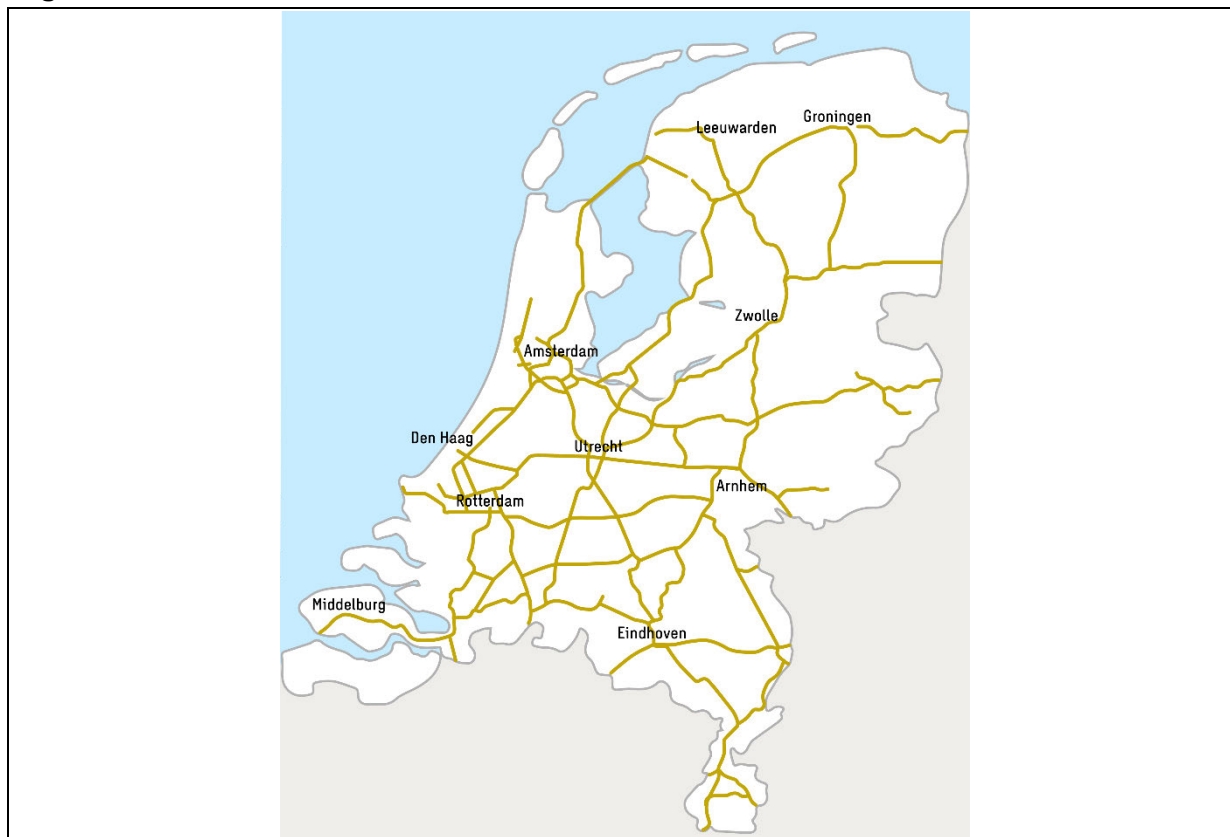 Groningen
Leeuwarden
Zwolle
Amsterdam
Den Haag
Utrecht
Arnhem
Rotterdam
Middelburg
Eindhoven